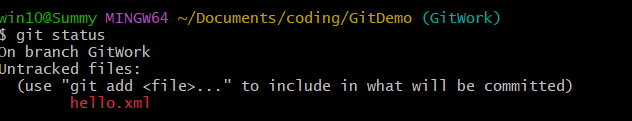 win10@Summy MINGW64 ~/Documents/coding/GitDemo (GitWork)
$ git status
On branch GitWork
Untracked files:
  (use "git add <file>..." to include in what will be committed)
        hello.xml